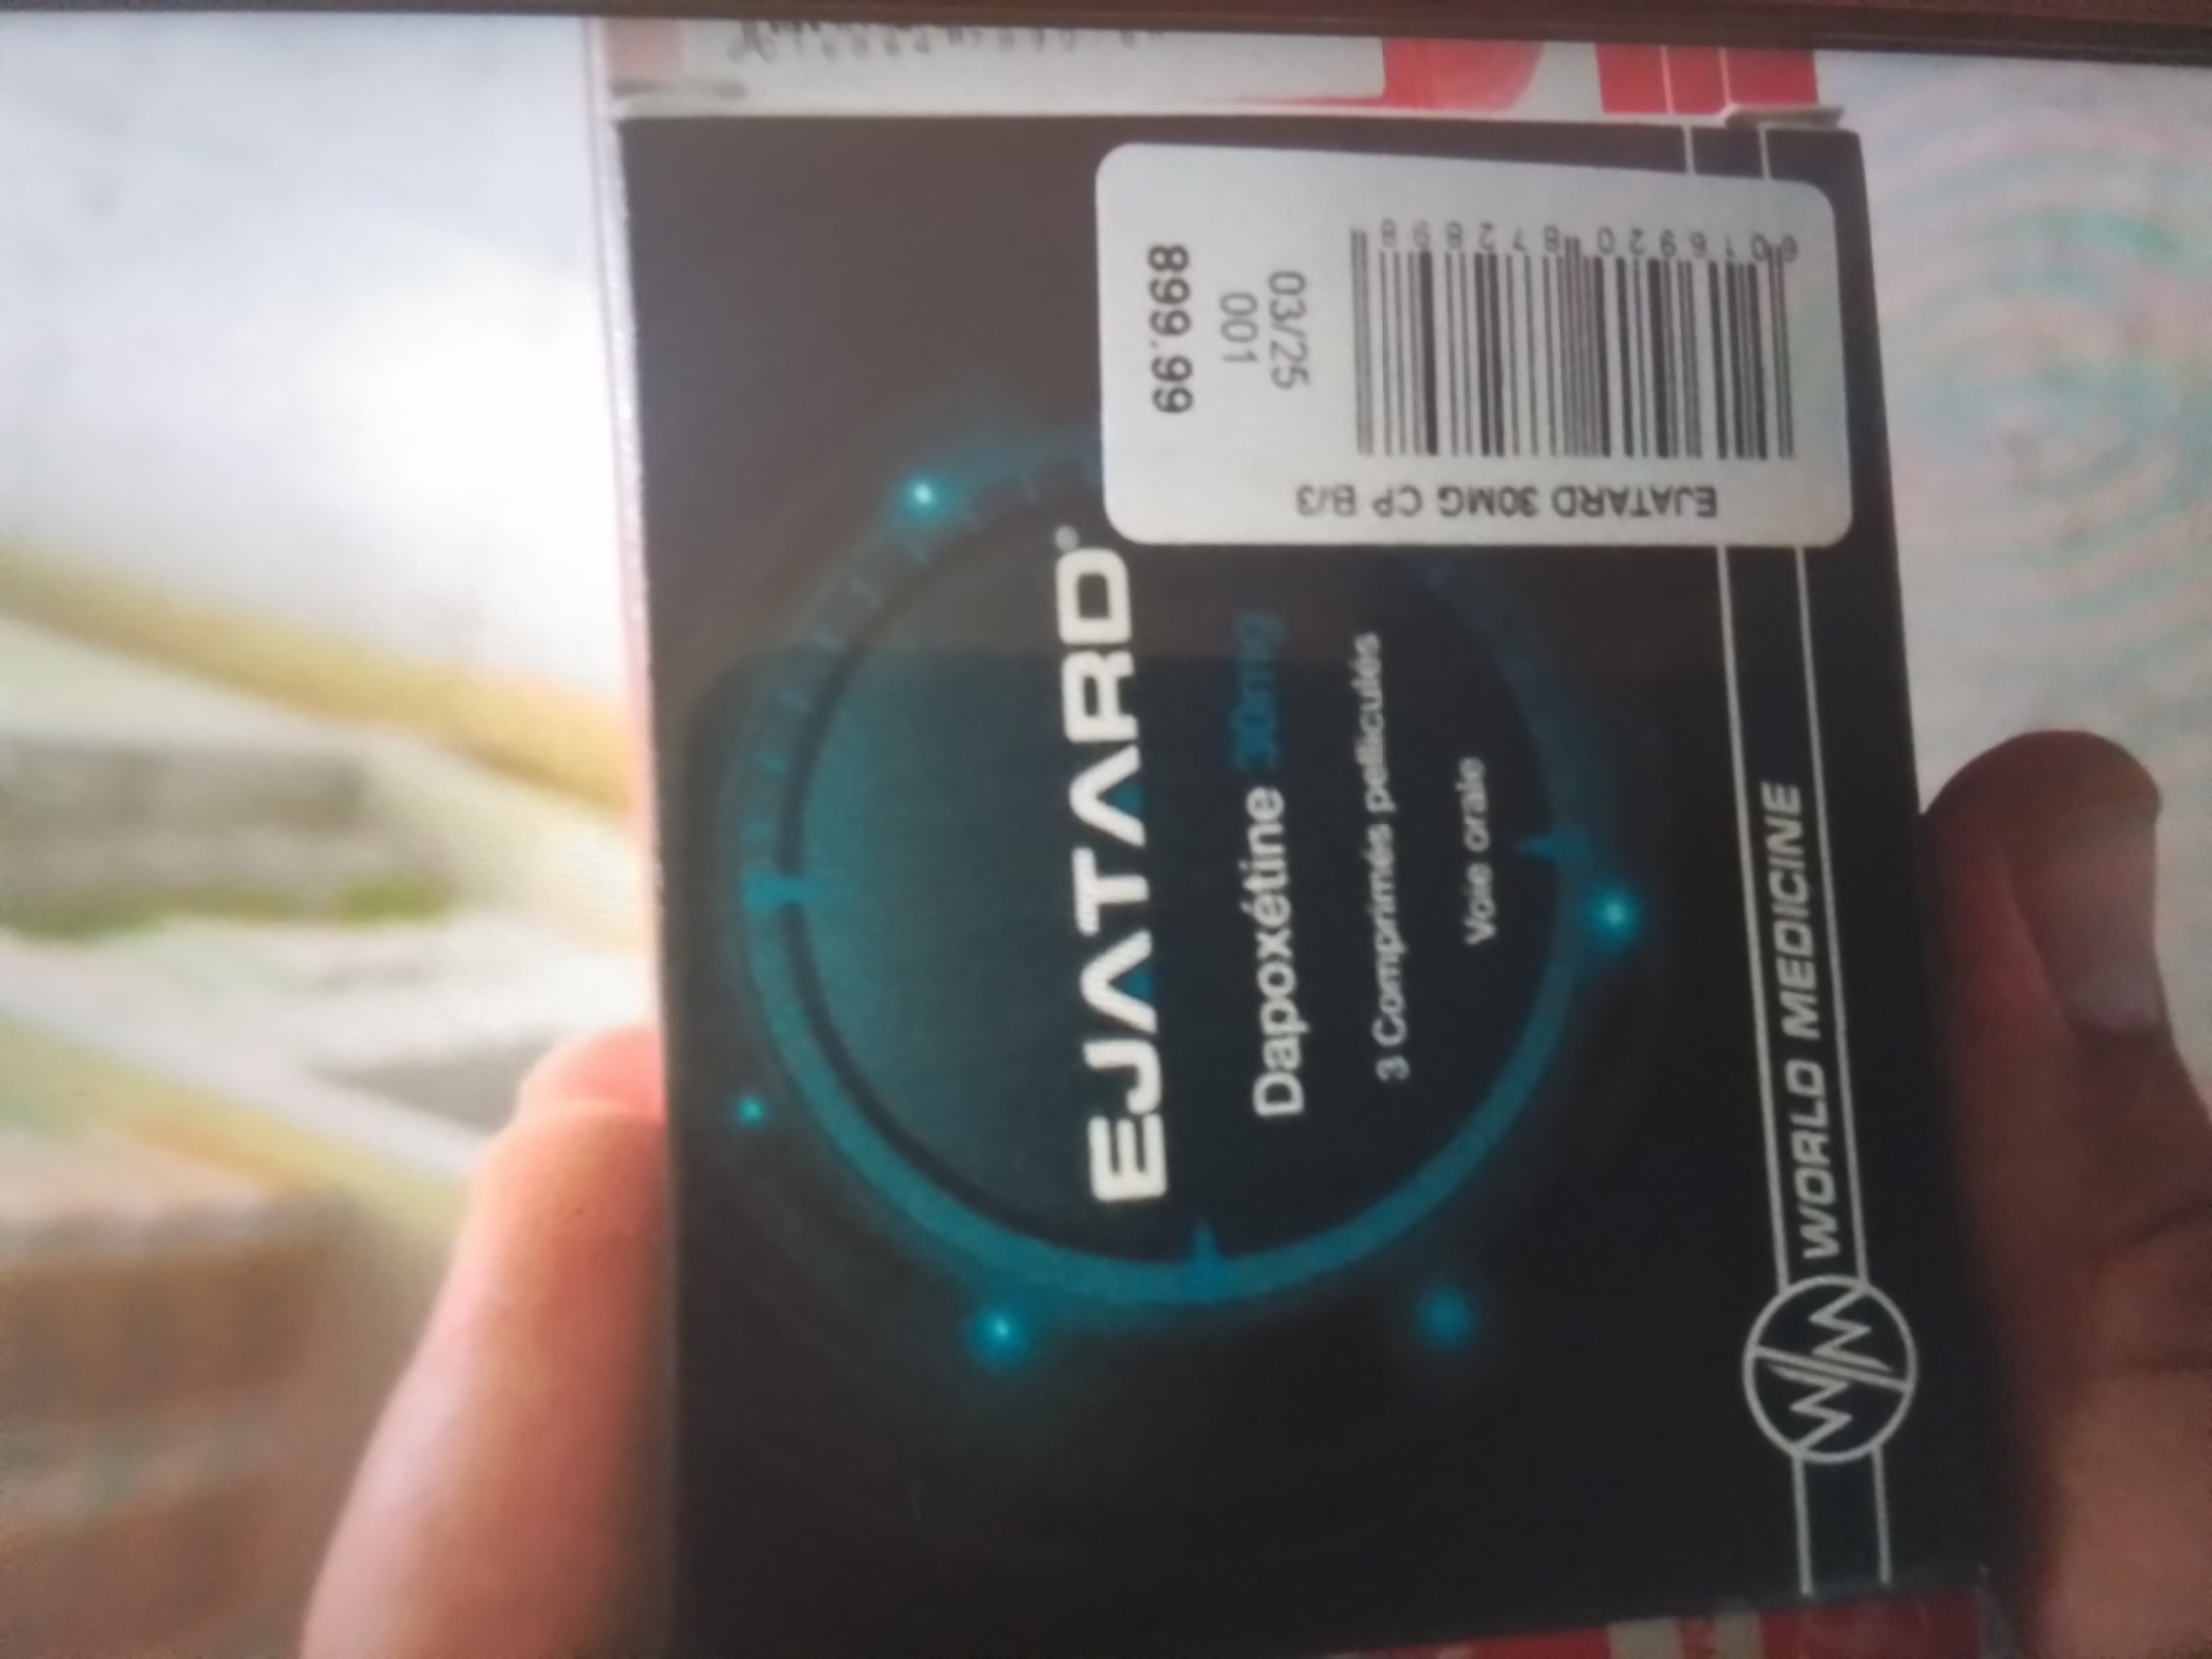 EJATARD®
Dapoxétine 30mg
3 Comprimés pelliculés
Voie orale
WORLD MEDICINE
WM
899.99
001
03/25
EJATARD 30MG CP B/3